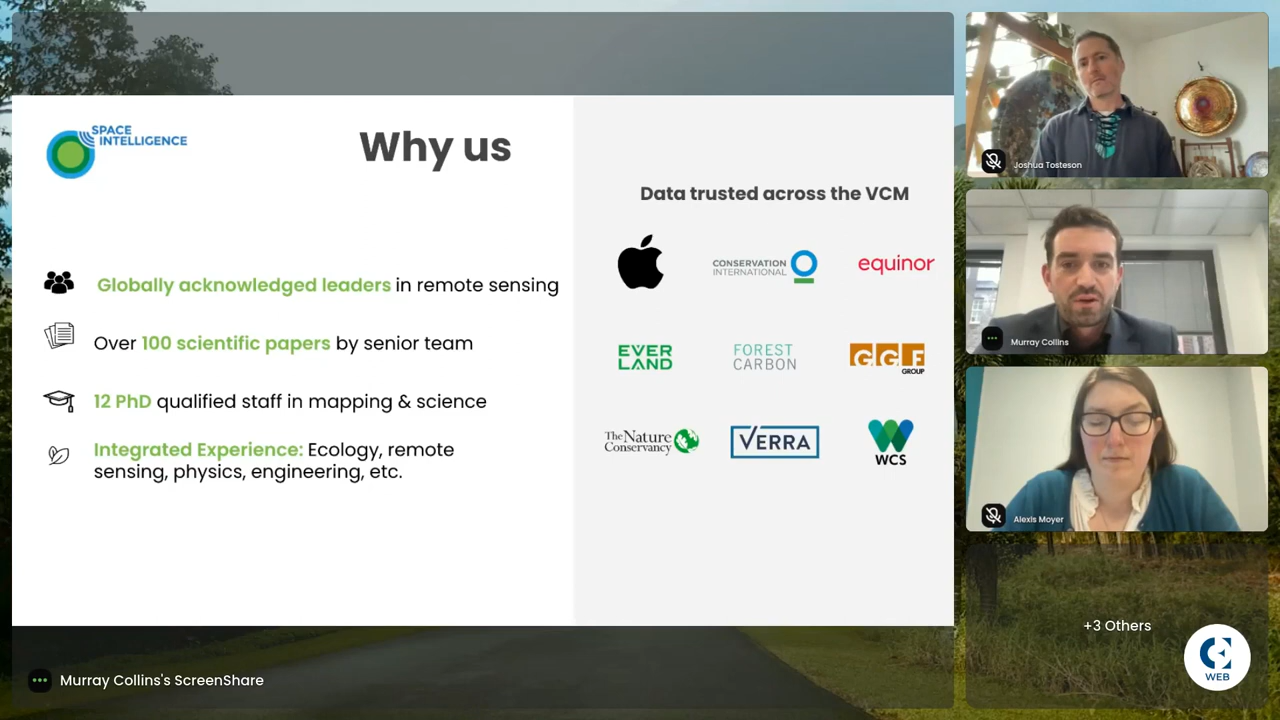 SPACE
INTELLIGENCE
Why us
Globally acknowledged leaders in remote sensing
Over 100 scientific papers by senior team
12 PhD qualified staff in mapping & science
Integrated Experience: Ecology, remote
sensing, physics, engineering, etc.
Data trusted across the VCM
CONSERVATION
INTERNATIONAL
equinor
EVER
LAND
FOREST
CARBON
GGF
GROUP
The Nature
Conservancy
VERRA
WCS
Joshua Tosteson
Murray Collins
Alexis Moyer
+3 Others
WEB
Murray Collins's ScreenShare